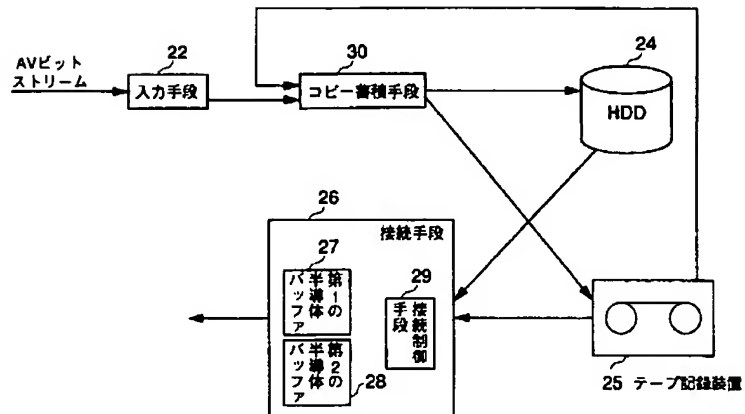 AVビット
ストリーム
22
入力手段
30
コピー蓄積手段
24
HDD
26
接続手段
27
第1の
半導体
バッファ
29
接続制御
手段
第2の
半導体
バッファ
28
25 テープ記録装置